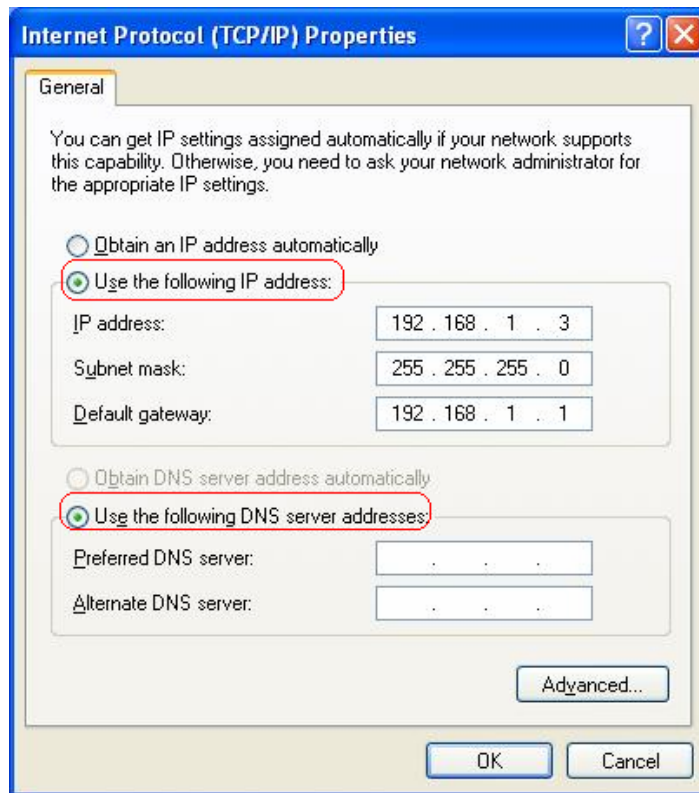 Internet Protocol (TCP/IP) Properties
General
You can get IP settings assigned automatically if your network supports
this capability. Otherwise, you need to ask your network administrator for
the appropriate IP settings.
Obtain an IP address automatically
Use the following IP address:
IP address: 192 . 168 . 1 . 3
Subnet mask: 255 . 255 . 255 . 0
Default gateway: 192 . 168 . 1 . 1
Obtain DNS server address automatically
Use the following DNS server addresses:
Preferred DNS server: . . .
Alternate DNS server: . . .
Advanced...
OK Cancel